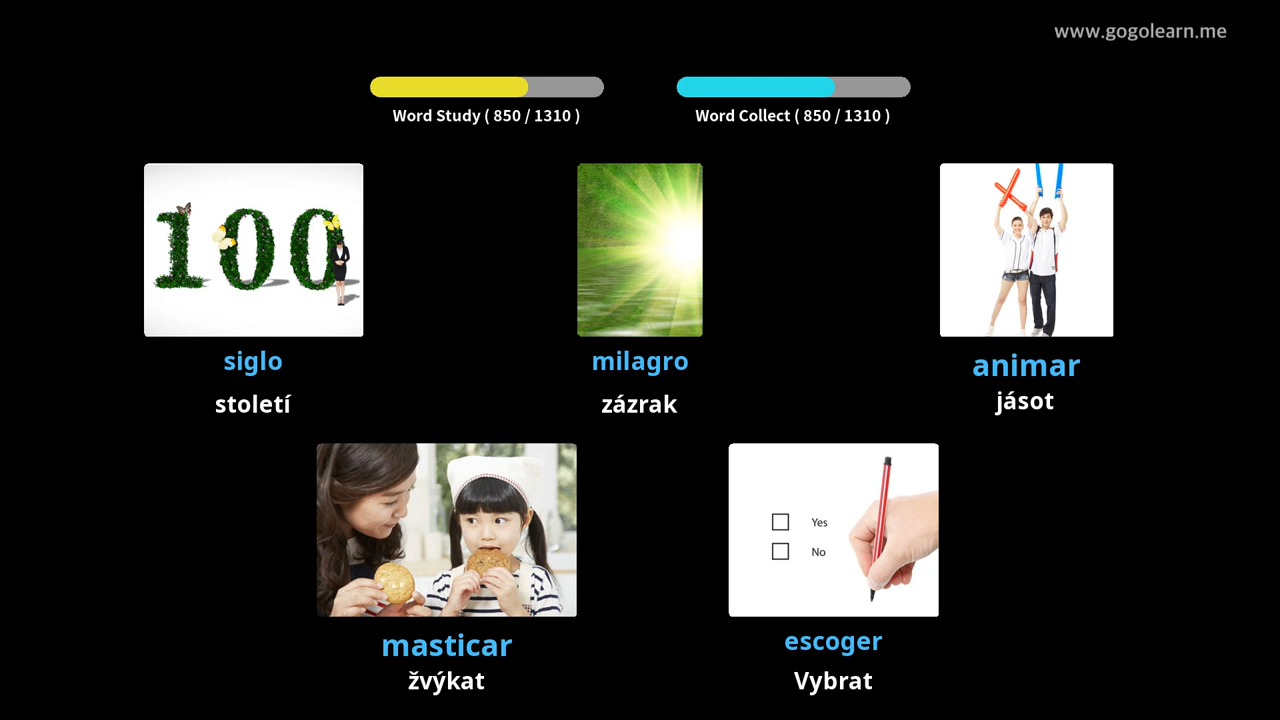 www.gogolearn.me
Word Study ( 850 / 1310 )
Word Collect ( 850 / 1310 )
100
siglo
století
milagro
zázrak
animar
jásot
Yes
No
masticar
žvýkat
escoger
Vybrat